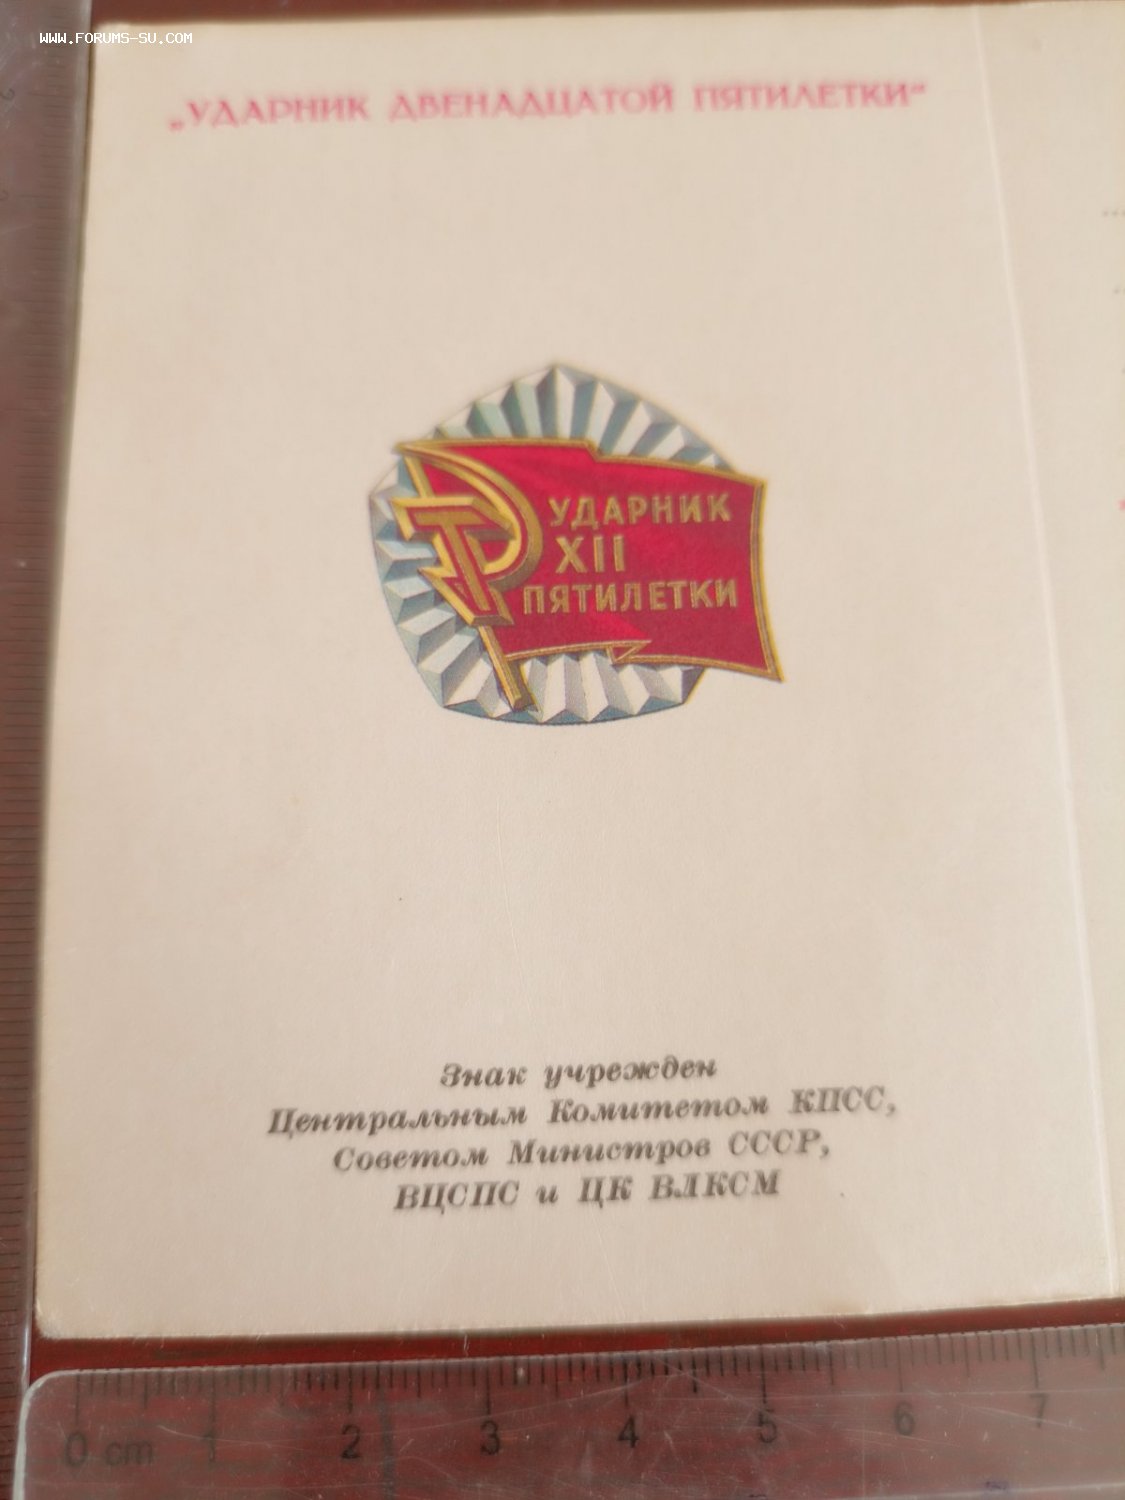 WWW.FORUMS-SU.COM
„УДАРНИК ДВЕНАДЦАТОЙ ПЯТИЛЕТКИ“
УДАРНИК
XII
ПЯТИЛЕТКИ
Знак учрежден
Центральным Комитетом КПСС,
Советом Министров СССР,
ВЦСПС и ЦК ВЛКСМ
0 cm 1 2 3 4 5 6 7